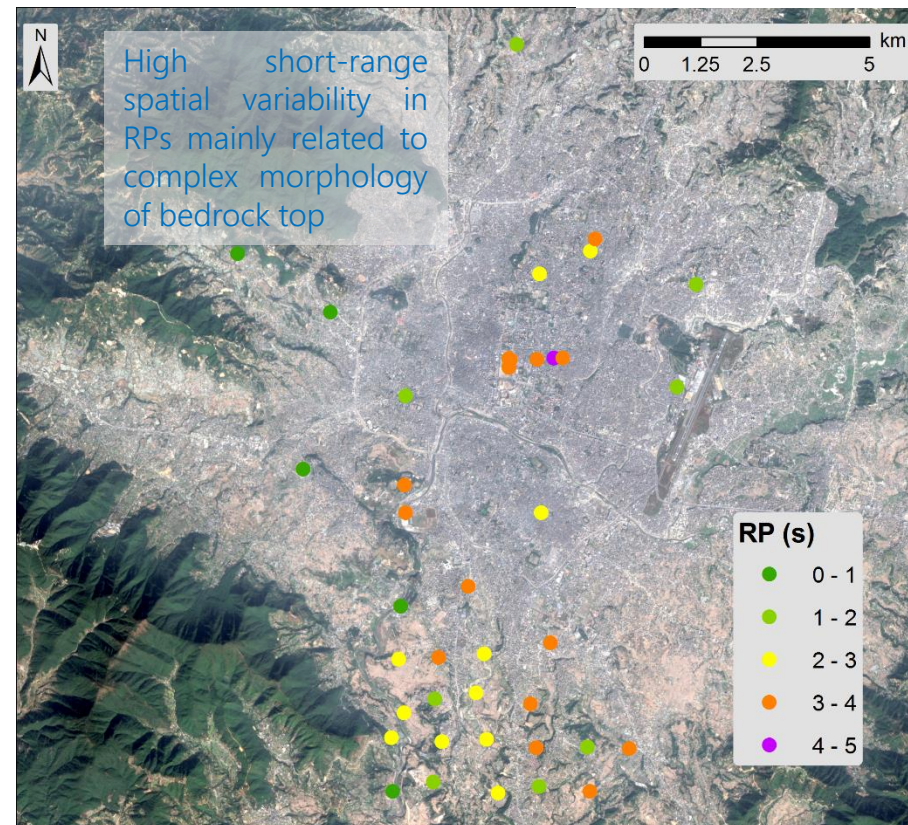 N
High short-range
spatial variability in
RPs mainly related to
complex morphology
of bedrock top
km
0 1.25 2.5 5
RP (s)
0 - 1
1 - 2
2 - 3
3 - 4
4 - 5